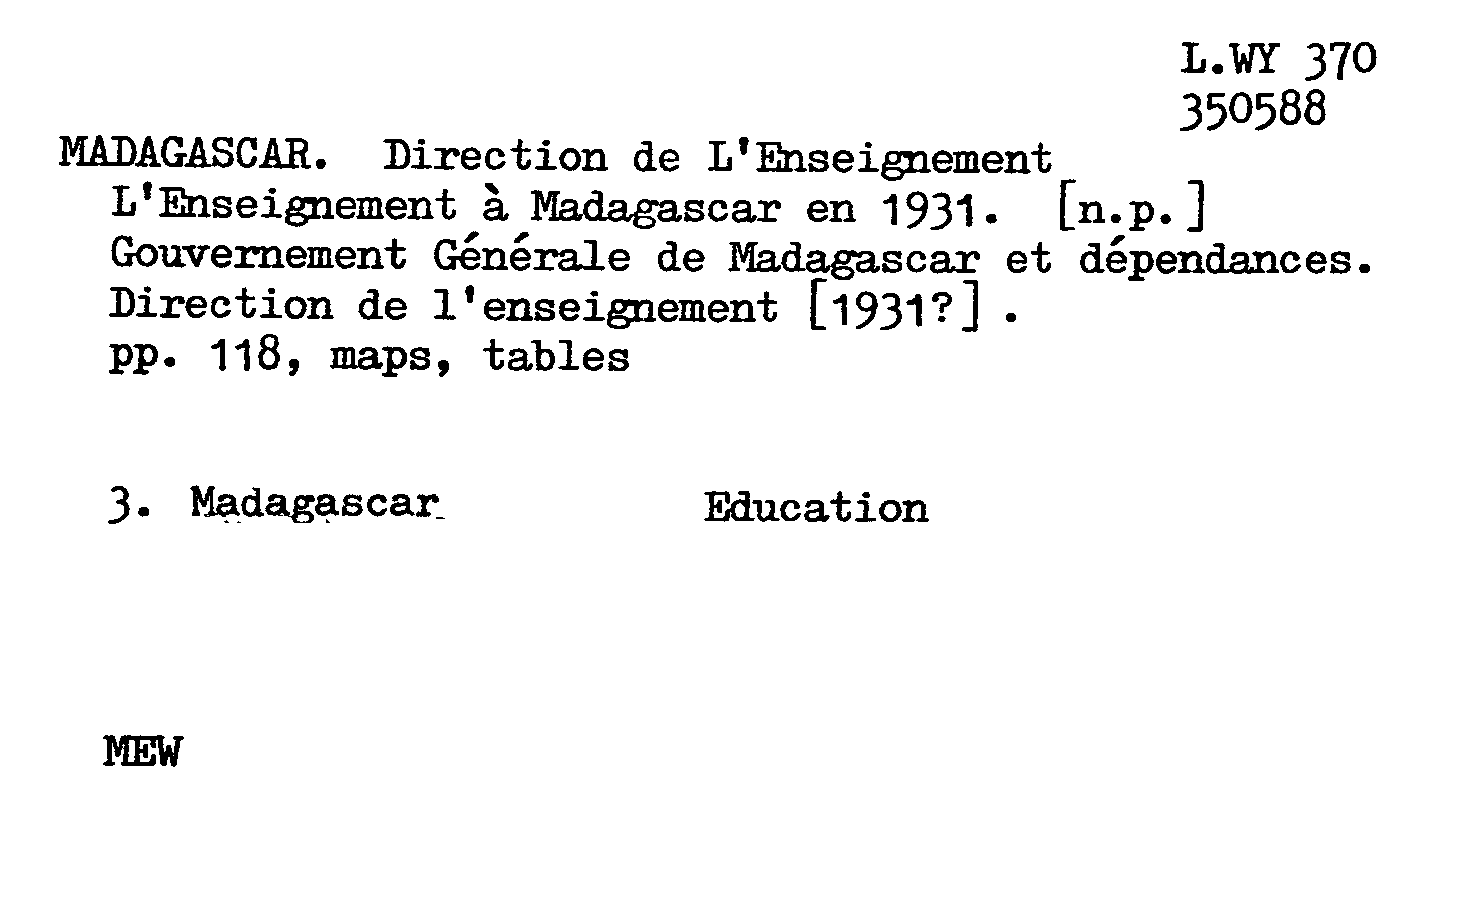 L.WY 370
350588
MADAGASCAR. Direction de L'Enseignement
L'Enseignement à Madagascar en 1931. [n.p.]
Gouvernement Générale de Madagascar et dépendances.
Direction de l'enseignement [1931?] .
pp. 118, maps, tables
3. Madagascar Education
MEW